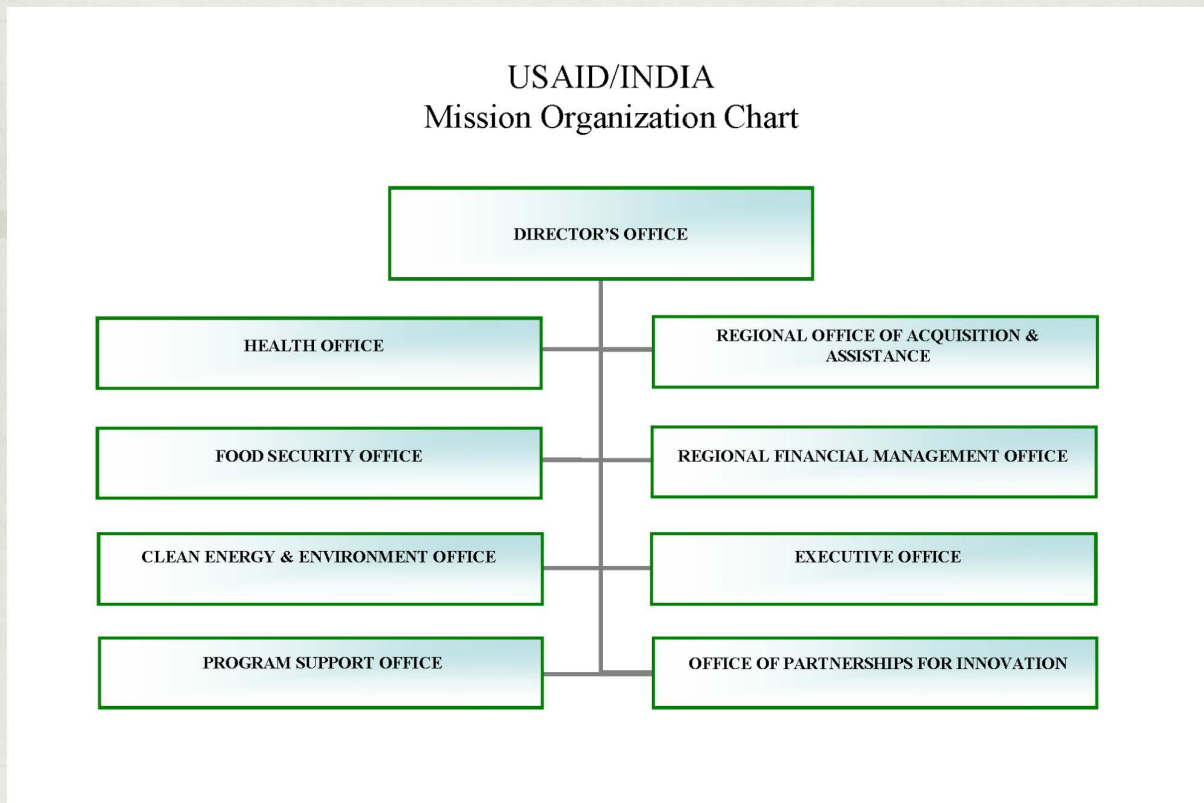 USAID/INDIA
Mission Organization Chart
DIRECTOR'S OFFICE
HEALTH OFFICE
REGIONAL OFFICE OF ACQUISITION &
ASSISTANCE
FOOD SECURITY OFFICE
REGIONAL FINANCIAL MANAGEMENT OFFICE
CLEAN ENERGY & ENVIRONMENT OFFICE
EXECUTIVE OFFICE
PROGRAM SUPPORT OFFICE
OFFICE OF PARTNERSHIPS FOR INNOVATION